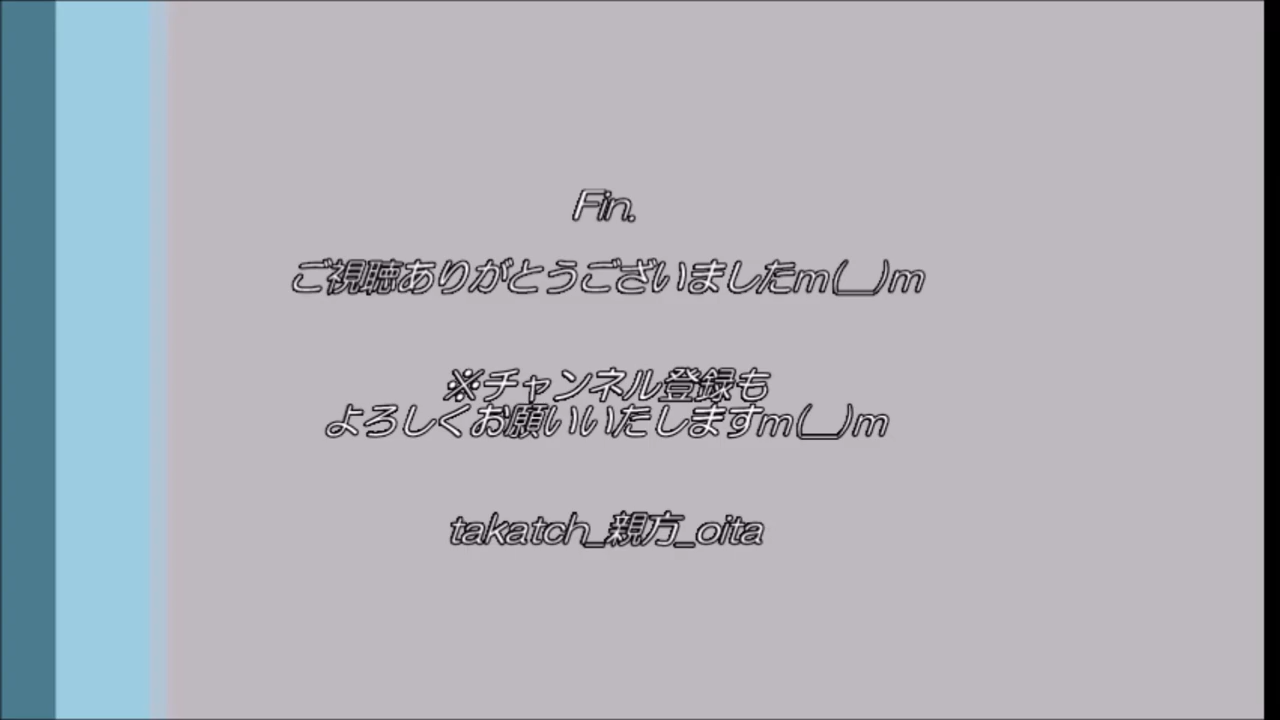 Fin.
ご視聴ありがとうございましたm(__)m
※チャンネル登録も
よろしくお願いいたしますm(__)m
takatch_親方_oita